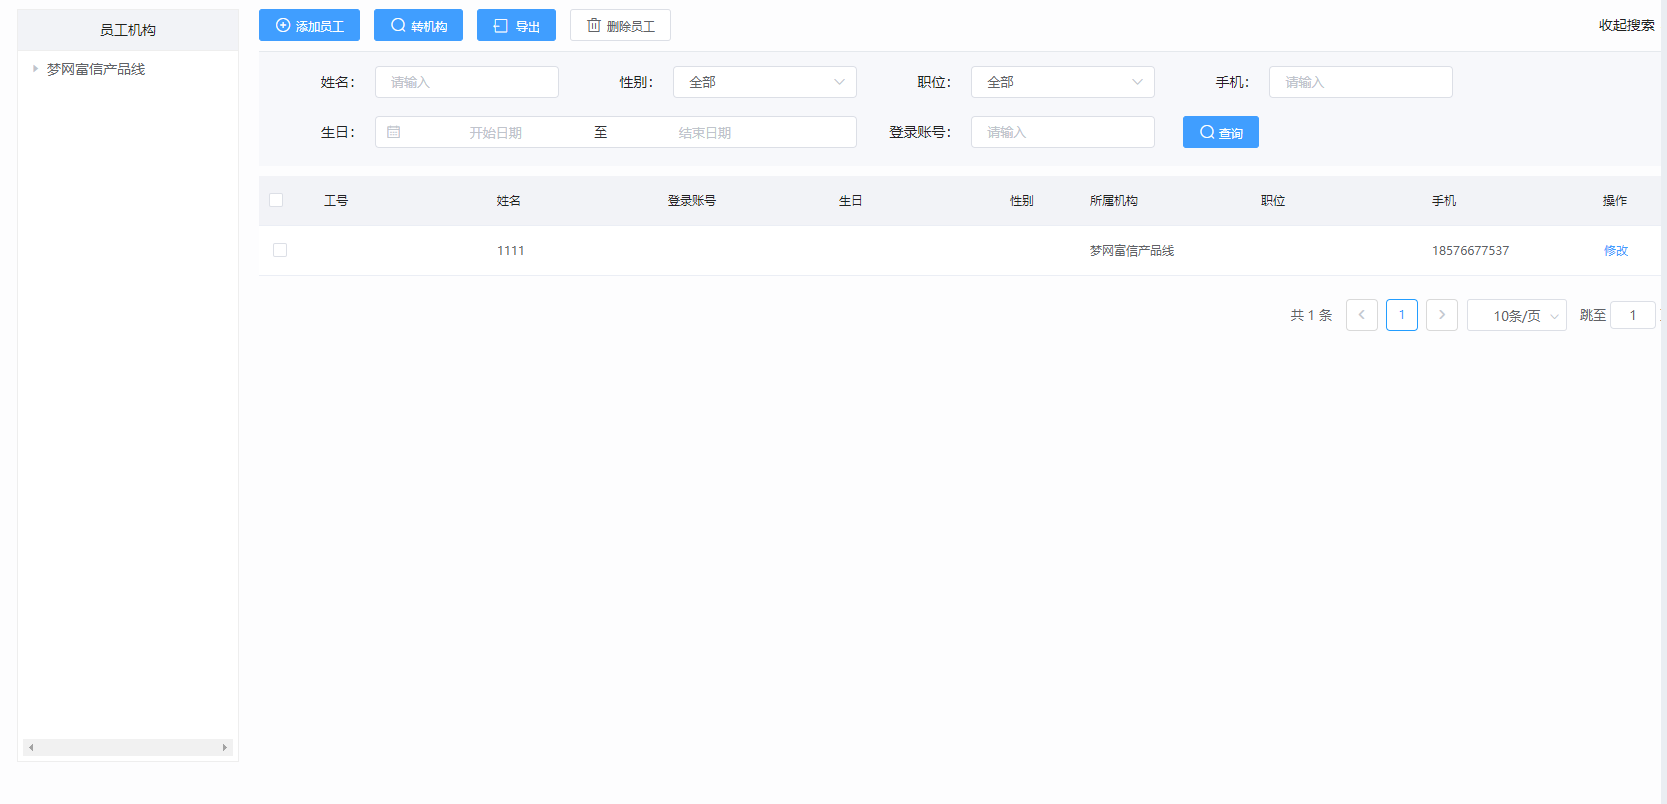 员工机构
梦网富信产品线
添加员工 转机构 导出 删除员工 收起搜索
姓名： 请输入 性别： 全部 职位： 全部 手机： 请输入
生日： 开始日期 至 结束日期 登录账号： 请输入 查询
工号 姓名 登录账号 生日 性别 所属机构 职位 手机 操作
1111 梦网富信产品线 18576677537 修改
共 1 条 1 10条/页 跳至 1